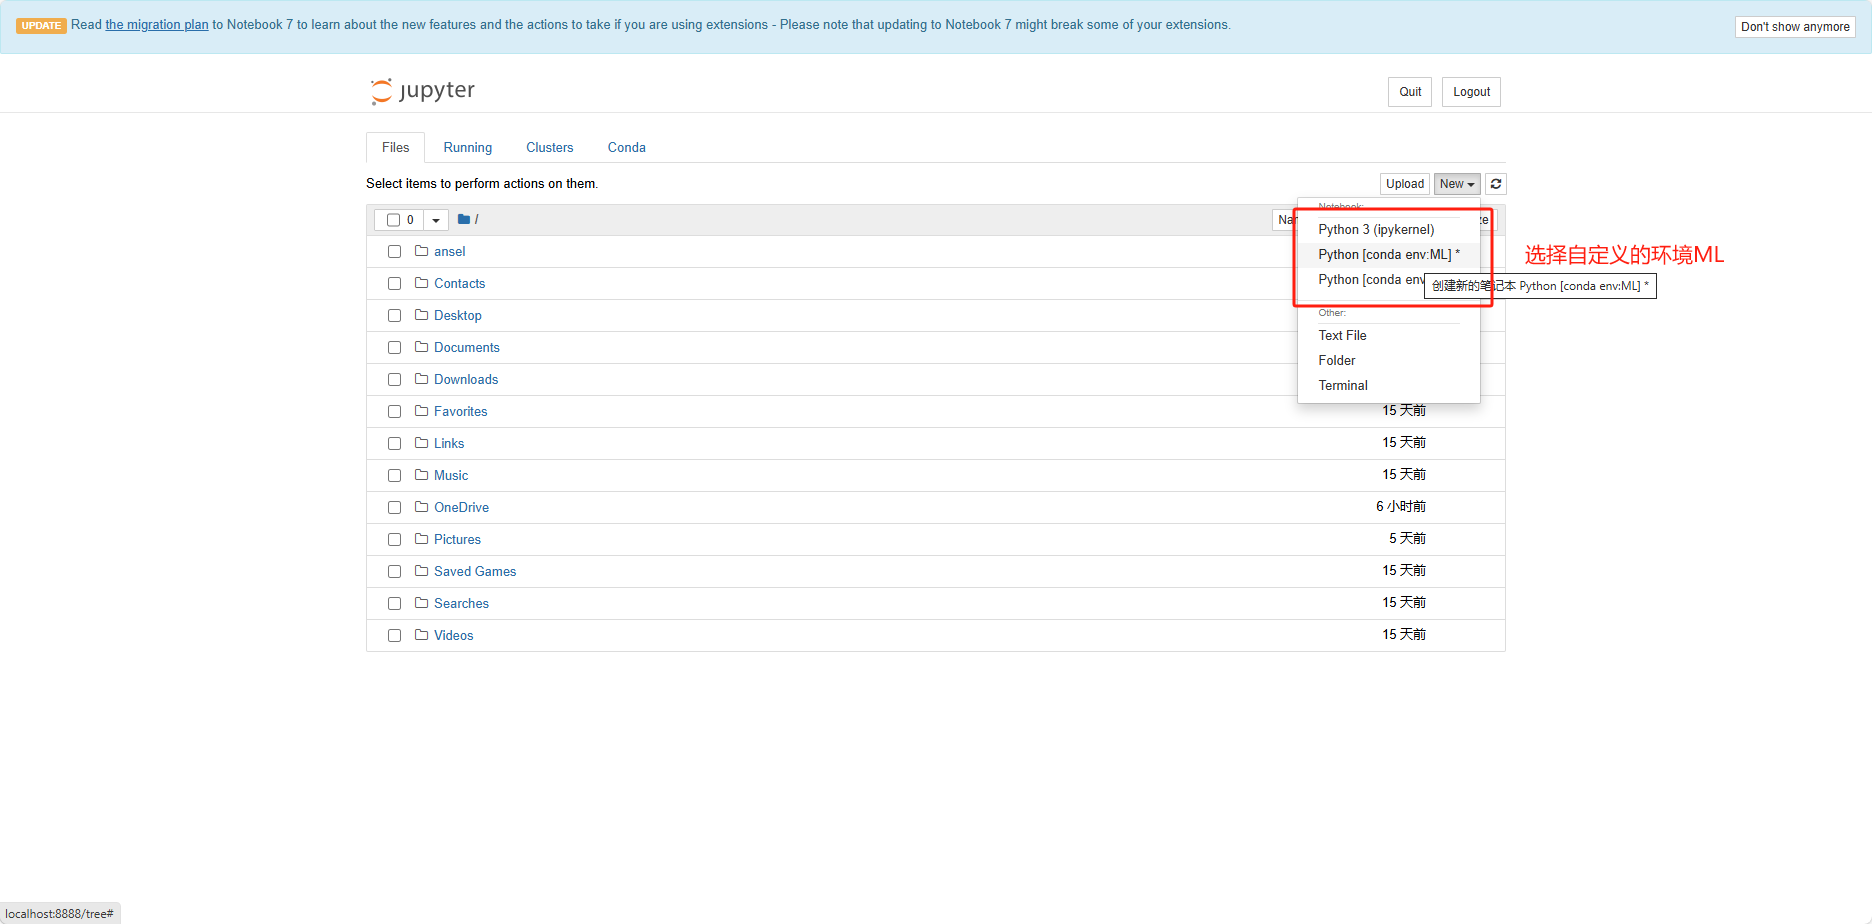 UPDATE Read the migration plan to Notebook 7 to learn about the new features and the actions to take if you are using extensions - Please note that updating to Notebook 7 might break some of your extensions.
Don't show anymore
jupyter
Quit Logout
Files Running Clusters Conda
Select items to perform actions on them.
Upload New
0 /
Notebook:
Python 3 (ipykernel)
Python [conda env:ML] *
选择自定义的环境ML
Python [conda env
创建新的笔记本 Python [conda env:ML] *
Other:
Text File
Folder
Terminal
ansel
Contacts
Desktop
Documents
Downloads
Favorites 15 天前
Links 15 天前
Music 15 天前
OneDrive 6 小时前
Pictures 5 天前
Saved Games 15 天前
Searches 15 天前
Videos 15 天前
localhost:8888/tree#